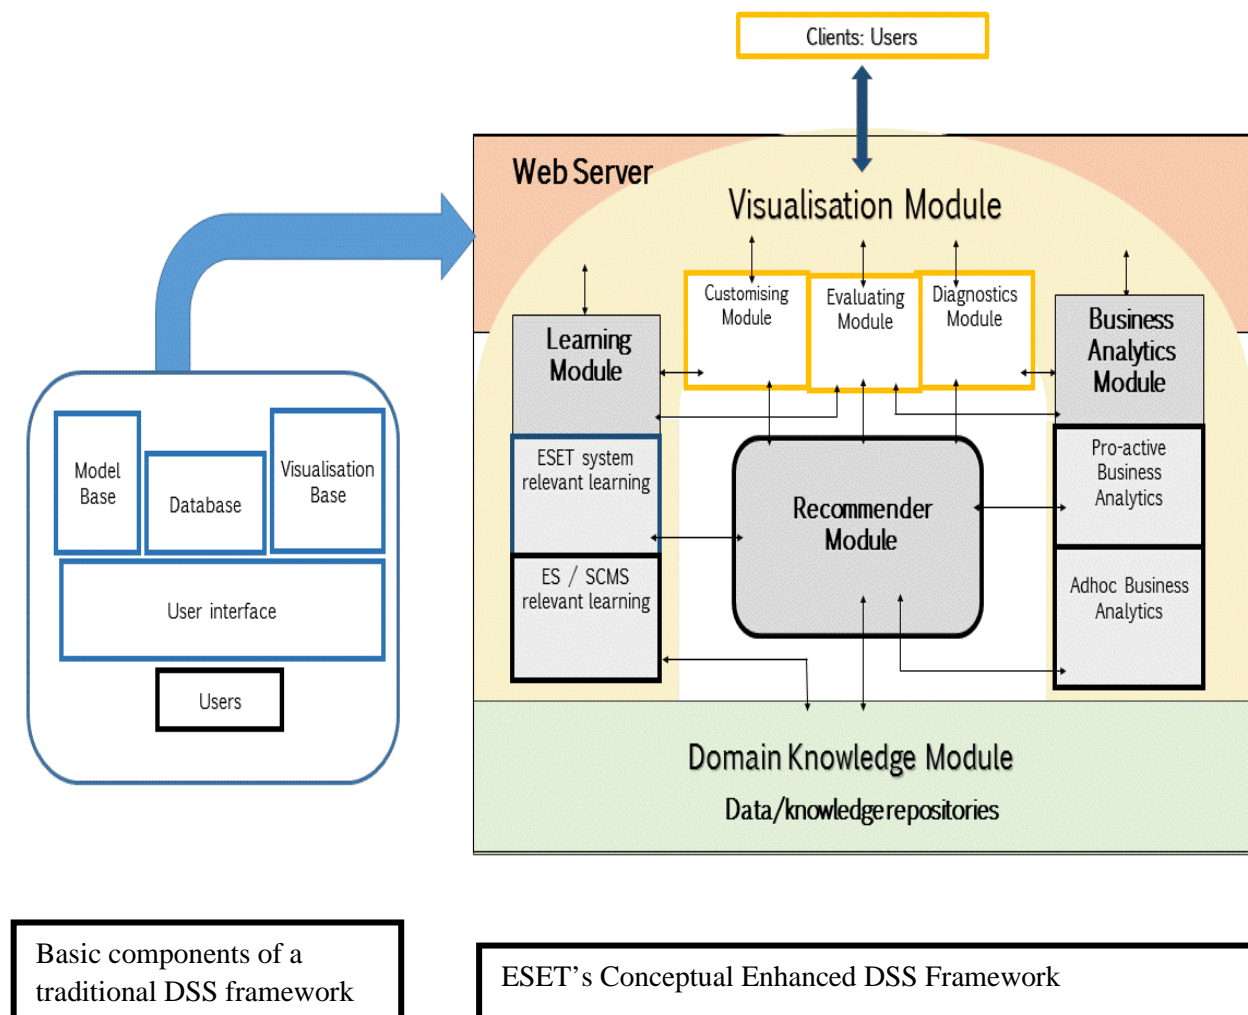 Clients: Users
Web Server
Visualisation Module
Customising
Module
Evaluating
Module
Diagnostics
Module
Learning
Module
Business
Analytics
Module
ESET system
relevant learning
ES / SCMS
relevant learning
Recommender
Module
Pro-active
Business
Analytics
Adhoc Business
Analytics
Domain Knowledge Module
Data/knowledge repositories
Model
Base
Database
Visualisation
Base
User interface
Users
Basic components of a
traditional DSS framework
ESET’s Conceptual Enhanced DSS Framework